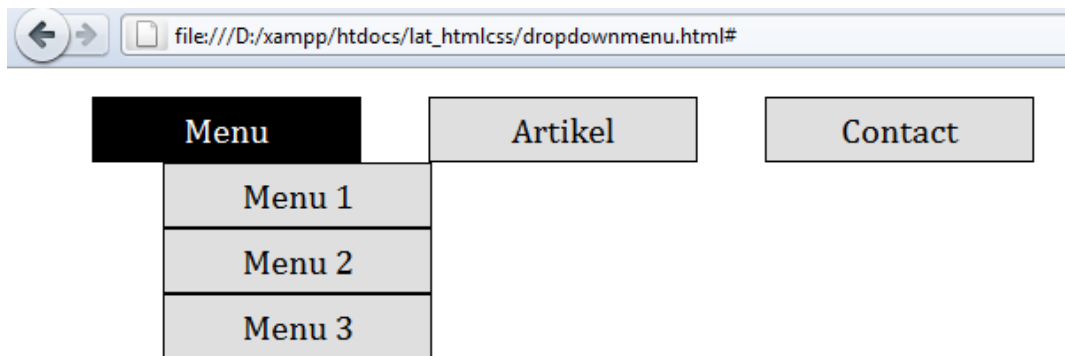 file:///D:/xampp/htdocs/lat_htmlcss/dropdownmenu.html#
Menu Artikel Contact
Menu 1
Menu 2
Menu 3